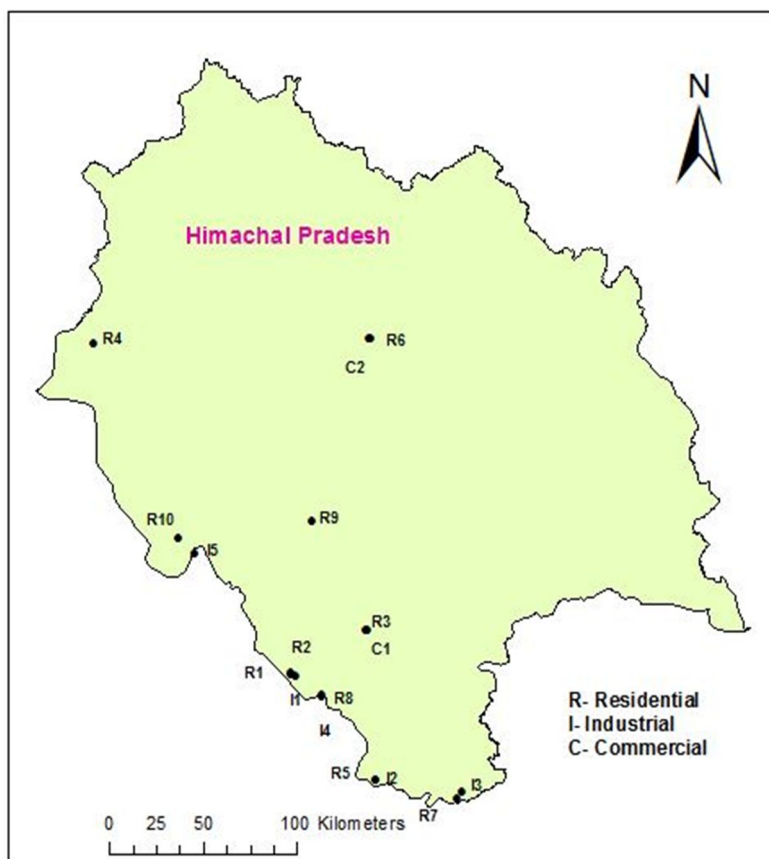 N
Himachal Pradesh
R4
R6
C2
R10
R9
I5
R3
R2
C1
R1
I1
R8
I4
R- Residential
I- Industrial
C- Commercial
R5
I2
I3
R7
0 25 50 100 Kilometers